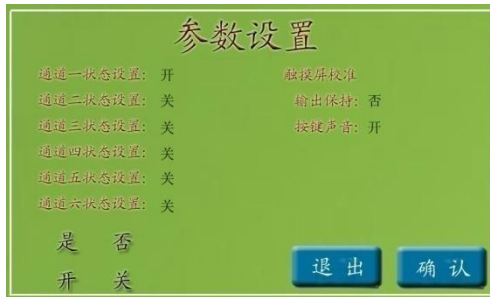 参数设置
通道一状态设置: 开
触摸屏校准
通道二状态设置: 关
输出保持: 否
通道三状态设置: 关
按键声音: 开
通道四状态设置: 关
通道五状态设置: 关
通道六状态设置: 关
是 否
开 关
退 出
确 认